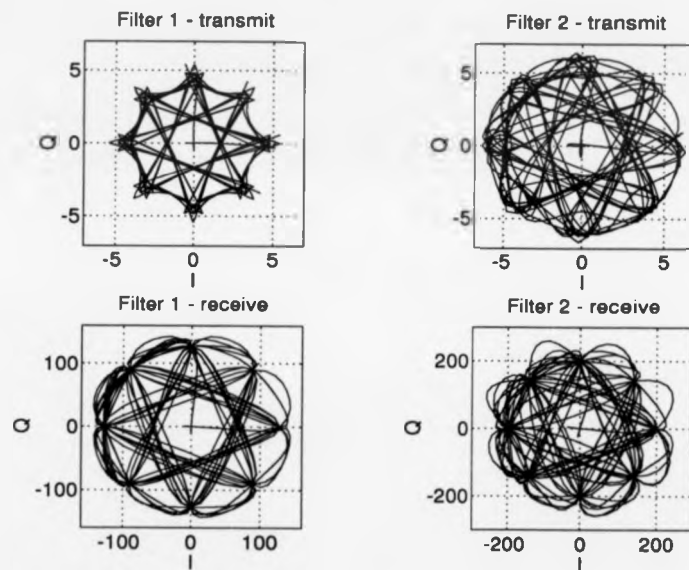 Filter 1 - transmit
5
0
-5
Q
-5 0 5
I
Filter 2 - transmit
5
0
-5
-5 0 5
I
Filter 1 - receive
100
0
-100
Q
-100 0 100
I
Filter 2 - receive
200
0
-200
Q
-200 0 200
I